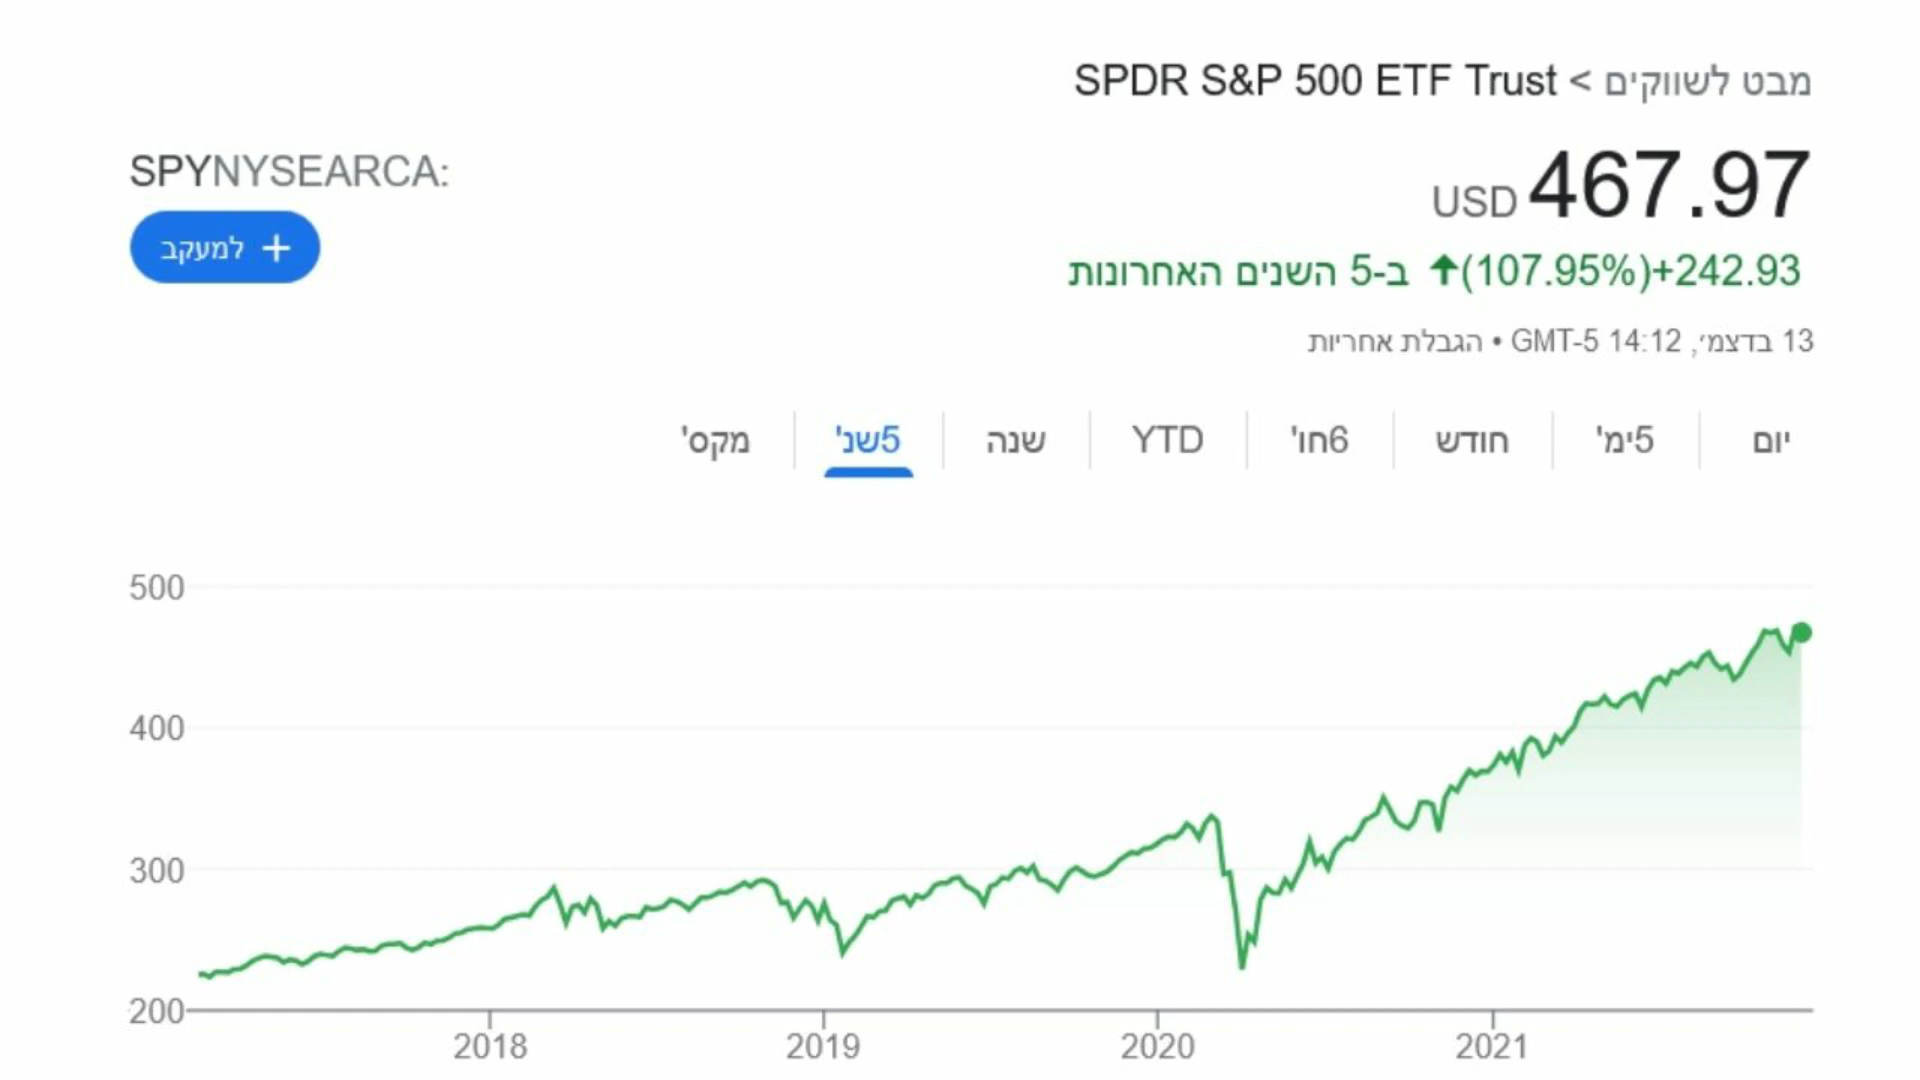 מבט לשווקים > SPDR S&P 500 ETF Trust
467.97 USD
SPYNYSEARCA:
+ למעקב
+242.93(107.95%)↑ ב-5 השנים האחרונות
13 בדצמ׳, 14:12 GMT-5 • הגבלת אחריות
יום
5ימ'
חודש
6חו'
YTD
שנה
5שנ'
מקס'
500
400
300
200
2018
2019
2020
2021